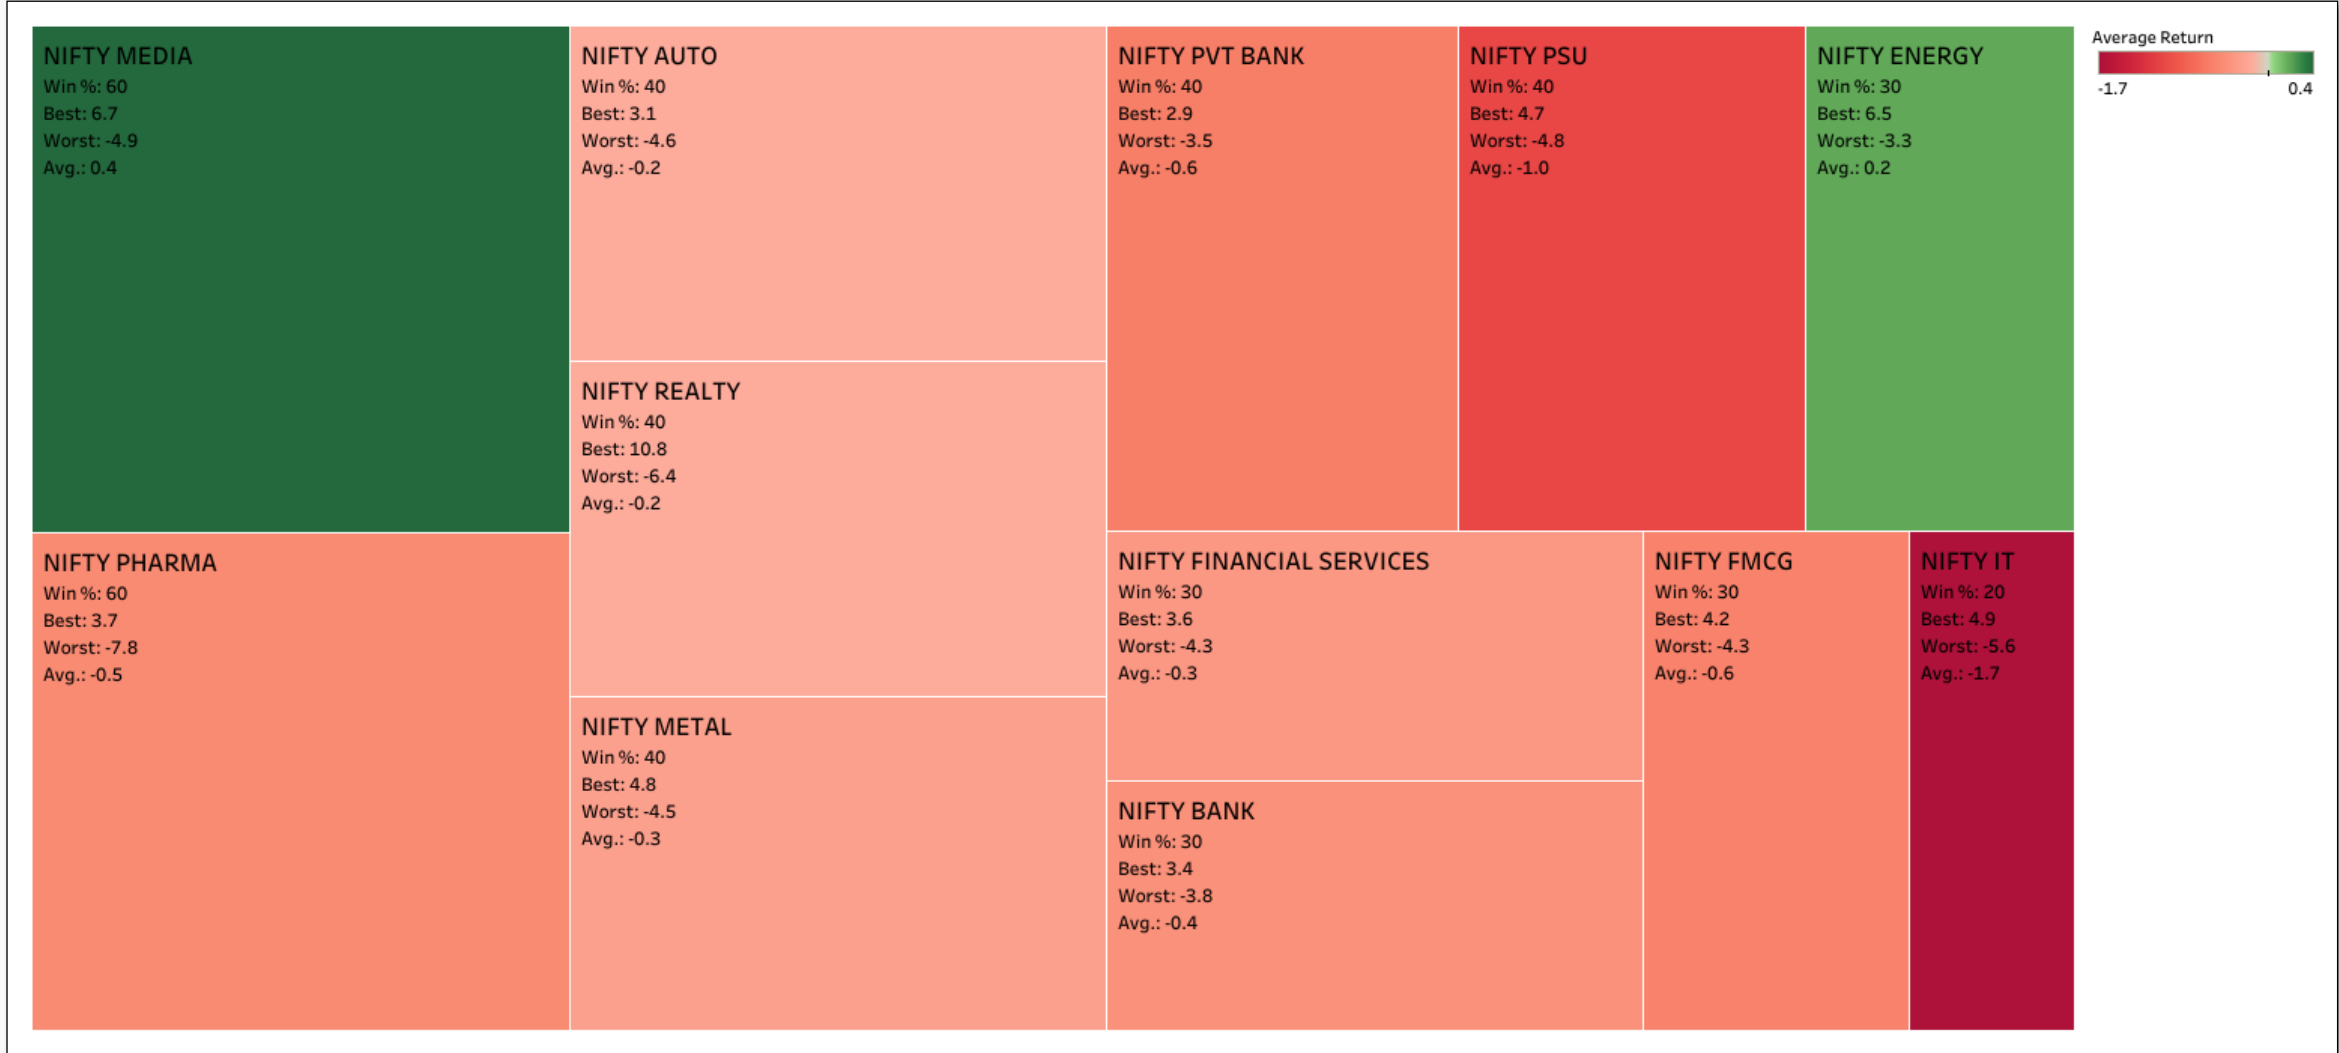 NIFTY MEDIA
Win %: 60
Best: 6.7
Worst: -4.9
Avg.: 0.4
NIFTY PHARMA
Win %: 60
Best: 3.7
Worst: -7.8
Avg.: -0.5
NIFTY AUTO
Win %: 40
Best: 3.1
Worst: -4.6
Avg.: -0.2
NIFTY REALTY
Win %: 40
Best: 10.8
Worst: -6.4
Avg.: -0.2
NIFTY METAL
Win %: 40
Best: 4.8
Worst: -4.5
Avg.: -0.3
NIFTY PVT BANK
Win %: 40
Best: 2.9
Worst: -3.5
Avg.: -0.6
NIFTY PSU
Win %: 40
Best: 4.7
Worst: -4.8
Avg.: -1.0
NIFTY ENERGY
Win %: 30
Best: 6.5
Worst: -3.3
Avg.: 0.2
NIFTY FINANCIAL SERVICES
Win %: 30
Best: 3.6
Worst: -4.3
Avg.: -0.3
NIFTY BANK
Win %: 30
Best: 3.4
Worst: -3.8
Avg.: -0.4
NIFTY FMCG
Win %: 30
Best: 4.2
Worst: -4.3
Avg.: -0.6
NIFTY IT
Win %: 20
Best: 4.9
Worst: -5.6
Avg.: -1.7
Average Return
-1.7 0.4